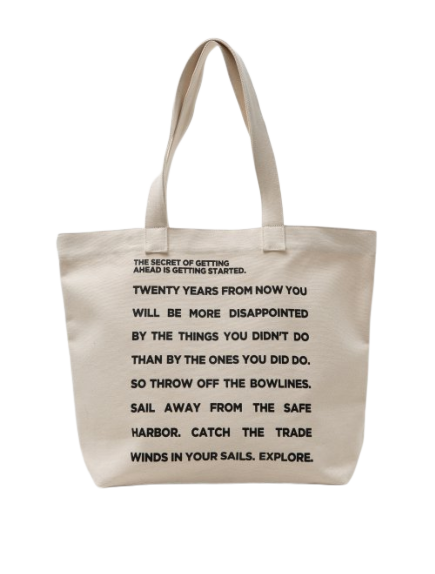 THE SECRET OF GETTING
AHEAD IS GETTING STARTED.
TWENTY YEARS FROM NOW YOU
WILL BE MORE DISAPPOINTED
BY THE THINGS YOU DIDN'T DO
THAN BY THE ONES YOU DID DO.
SO THROW OFF THE BOWLINES.
SAIL AWAY FROM THE SAFE
HARBOR. CATCH THE TRADE
WINDS IN YOUR SAILS. EXPLORE.